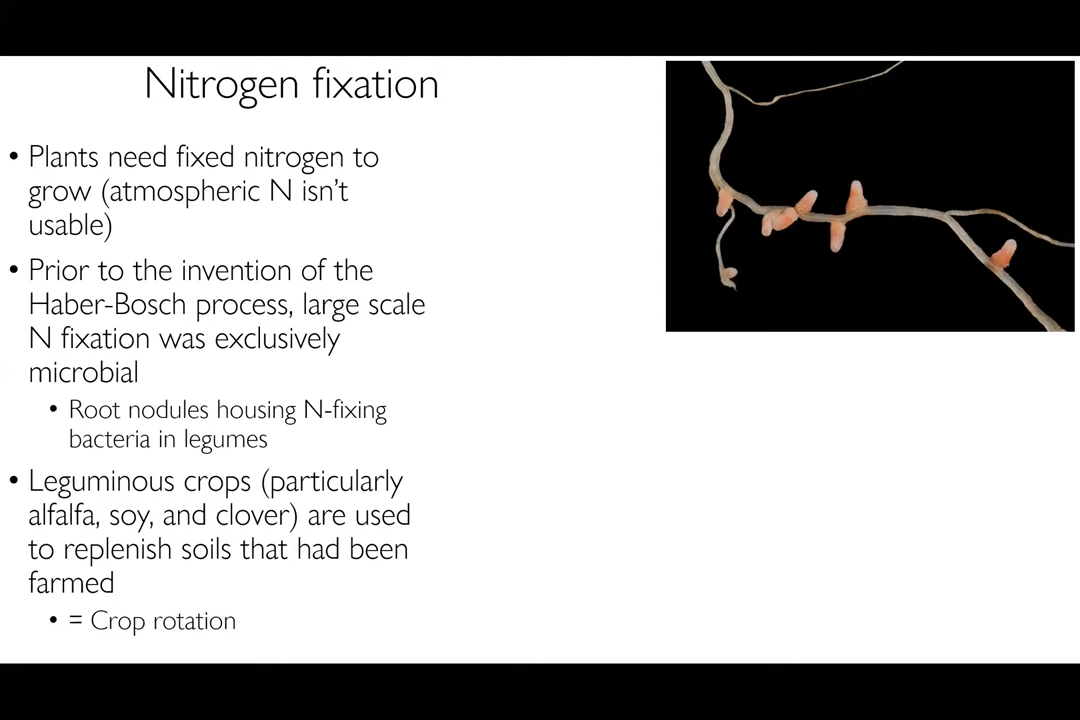 Nitrogen fixation
• Plants need fixed nitrogen to
grow (atmospheric N isn't
usable)
• Prior to the invention of the
Haber-Bosch process, large scale
N fixation was exclusively
microbial
• Root nodules housing N-fixing
bacteria in legumes
• Leguminous crops (particularly
alfalfa, soy, and clover) are used
to replenish soils that had been
farmed
• = Crop rotation